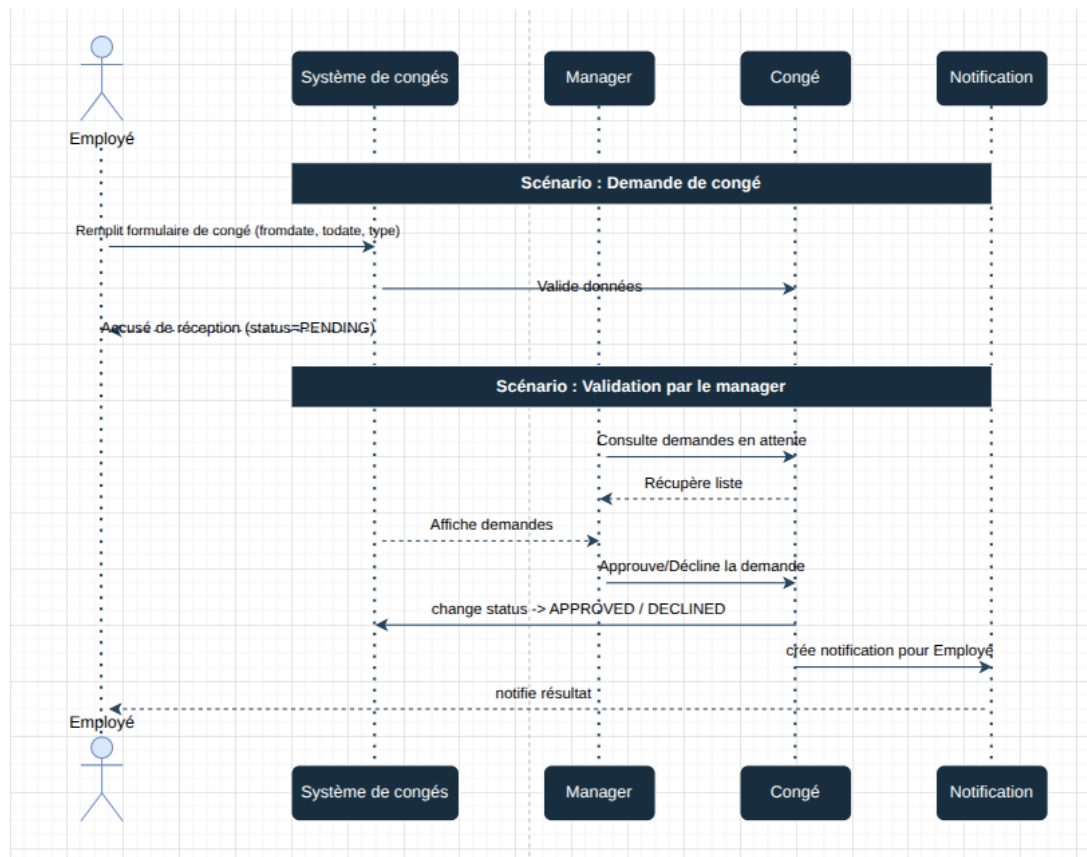 Employé
Système de congés
Manager
Congé
Notification
Scénario : Demande de congé
Remplit formulaire de congé (fromdate, todate, type)
Valide données
Accusé de réception (status=PENDING)
Scénario : Validation par le manager
Consulte demandes en attente
Récupère liste
Affiche demandes
Approuve/Décline la demande
change status -> APPROVED / DECLINED
crée notification pour Employé
notifie résultat
Employé
Système de congés
Manager
Congé
Notification